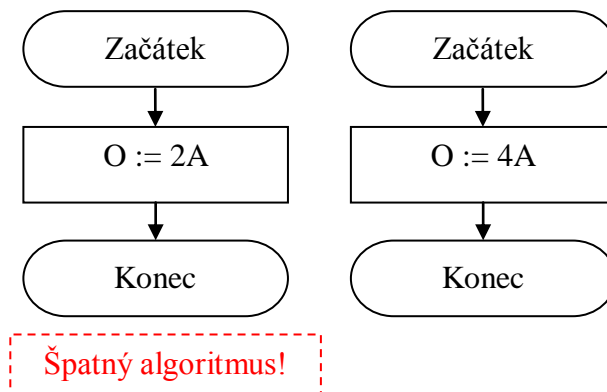 Začátek
O := 2A
Konec
Špatný algoritmus!
Začátek
O := 4A
Konec